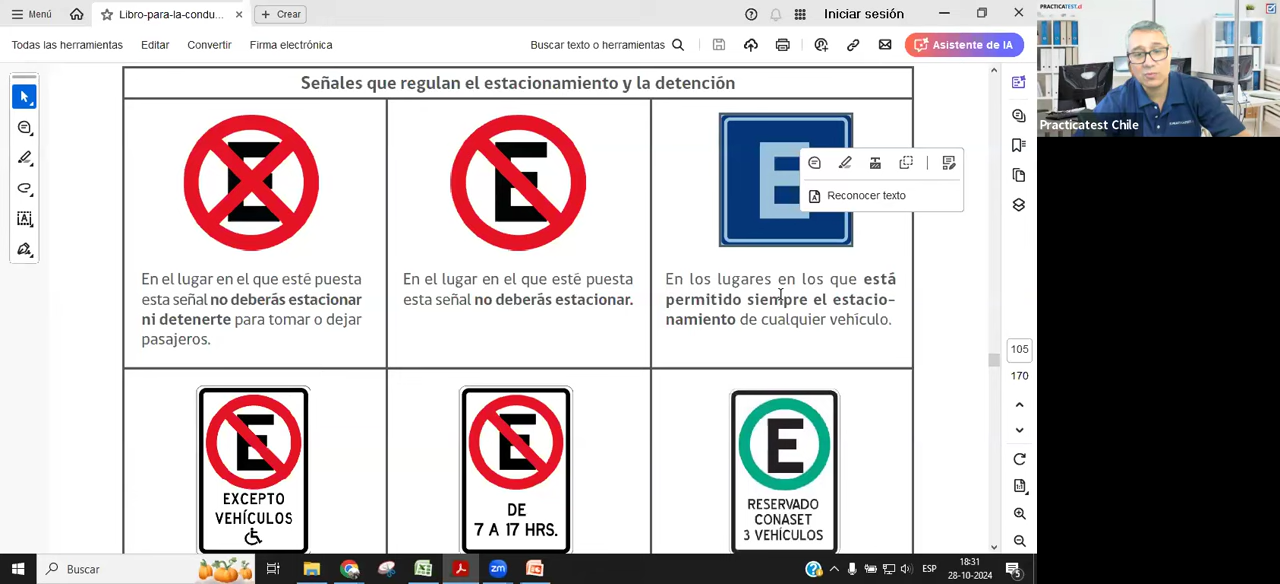 Menú
Libro-para-la-condu...
Crear
Iniciar sesión
Todas las herramientas
Editar
Convertir
Firma electrónica
Buscar texto o herramientas
Asistente de IA
PRACTICATEST.cl
Practicatest Chile
Señales que regulan el estacionamiento y la detención
E
E
E
Reconocer texto
En el lugar en el que esté puesta
esta señal no deberás estacionar
ni detenerte para tomar o dejar
pasajeros.
En el lugar en el que esté puesta
esta señal no deberás estacionar.
En los lugares en los que está
permitido siempre el estacio-
namiento de cualquier vehículo.
E
EXCEPTO
VEHÍCULOS
E
DE
7 A 17 HRS.
E
RESERVADO
CONASET
3 VEHÍCULOS
105
170
Buscar
ESP
18:31
28-10-2024